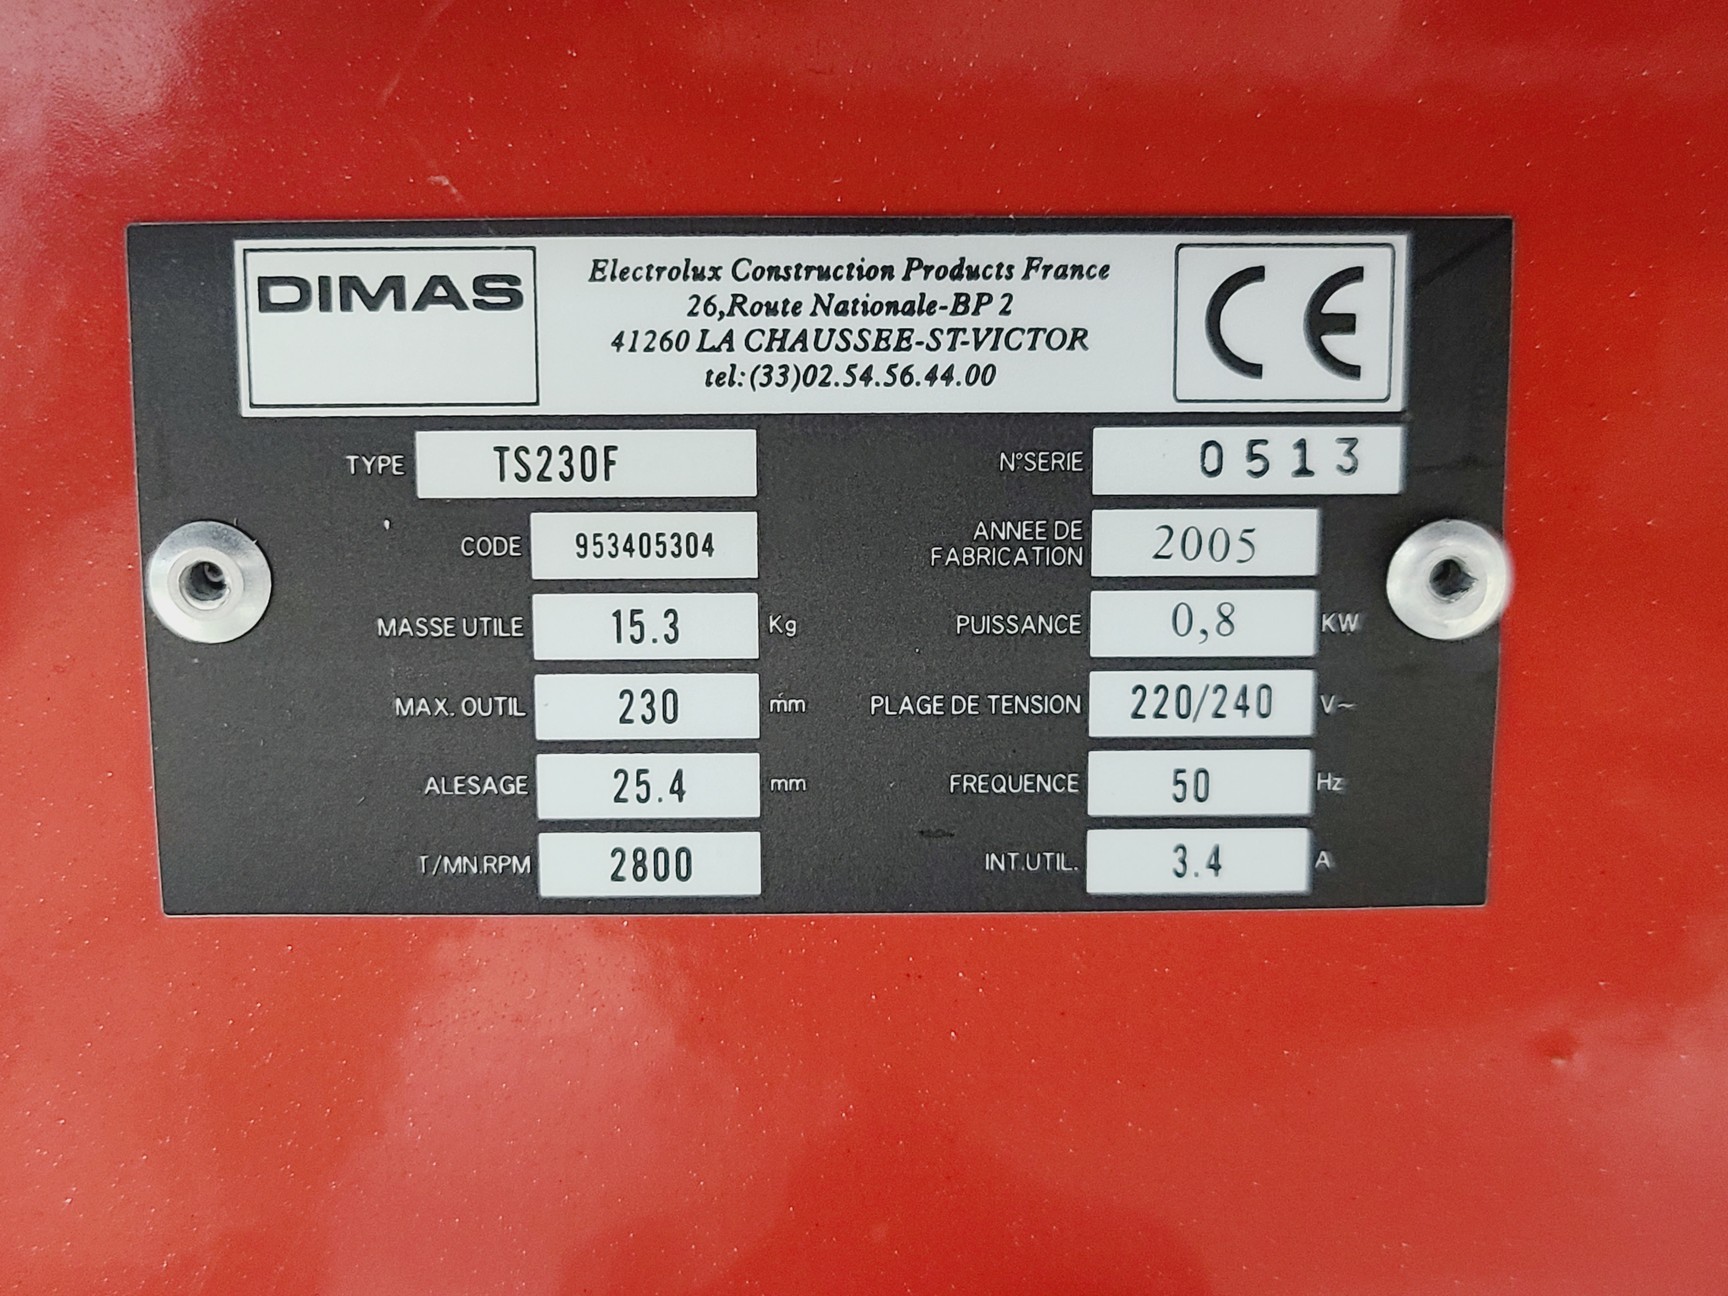 DIMAS
Electrolux Construction Products France
26,Route Nationale-BP 2
41260 LA CHAUSSEE-ST-VICTOR
tel:(33)02.54.56.44.00
CE
TYPE TS230F
N°SERIE 0513
CODE 953405304
ANNEE DE
FABRICATION 2005
MASSE UTILE 15.3 Kg
PUISSANCE 0,8 KW
MAX. OUTIL 230 mm
PLAGE DE TENSION 220/240 V~
ALESAGE 25.4 mm
FREQUENCE 50 Hz
T/MN.RPM 2800
INT.UTIL. 3.4 A